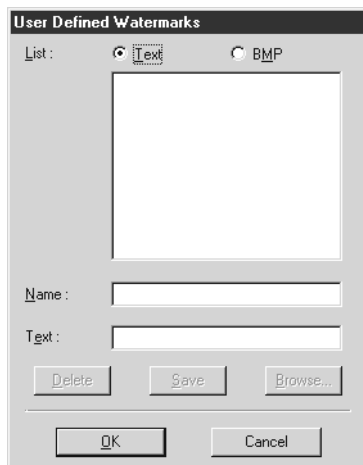 User Defined Watermarks
List : Text BMP
Name :
Text :
Delete Save Browse...
OK Cancel